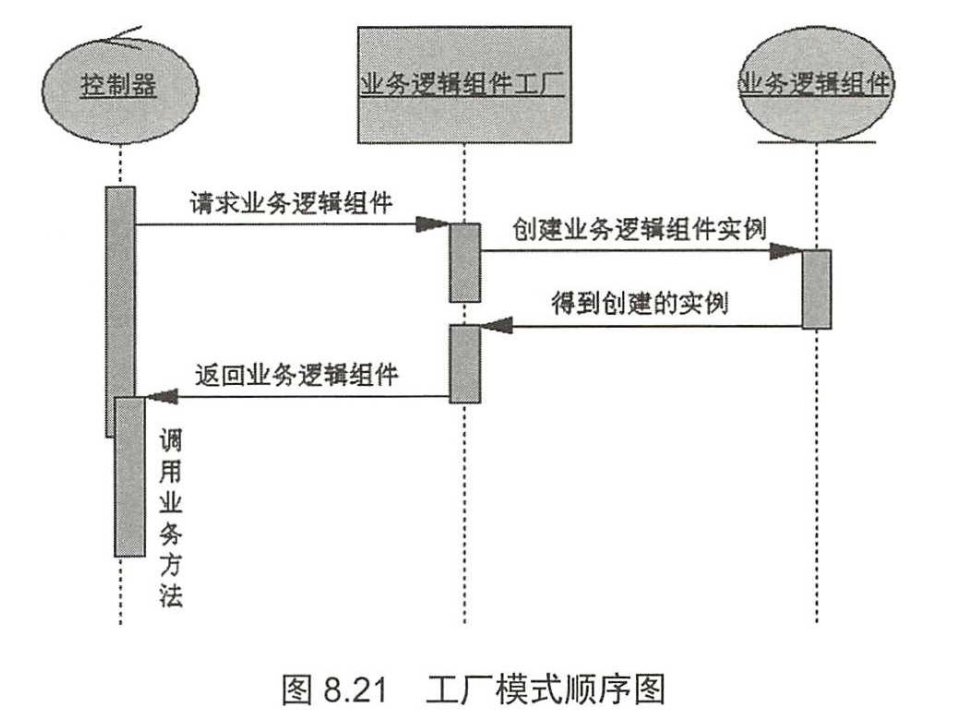 控制器
业务逻辑组件工厂
业务逻辑组件
请求业务逻辑组件
创建业务逻辑组件实例
得到创建的实例
返回业务逻辑组件
调用业务方法
图 8.21 工厂模式顺序图